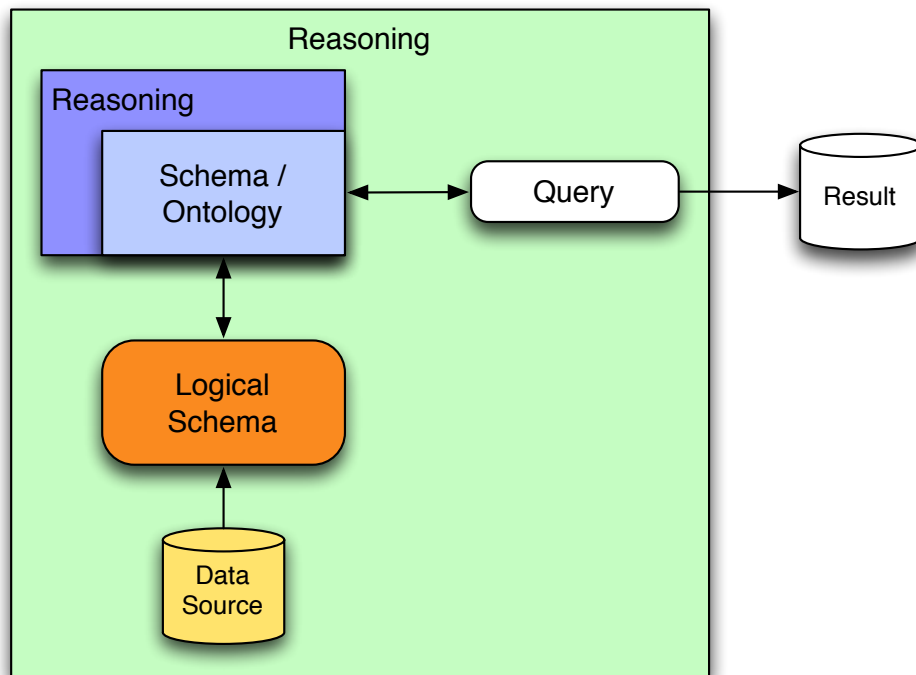 Reasoning
Reasoning
Schema /
Ontology
Query
Result
Logical
Schema
Data
Source